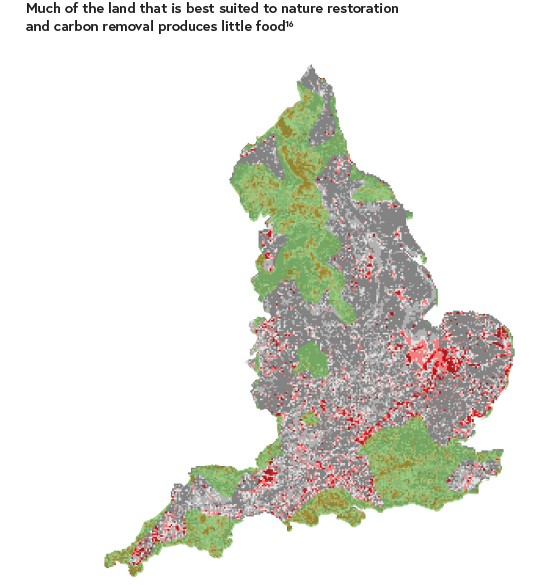 Much of the land that is best suited to nature restoration
and carbon removal produces little food¹⁶